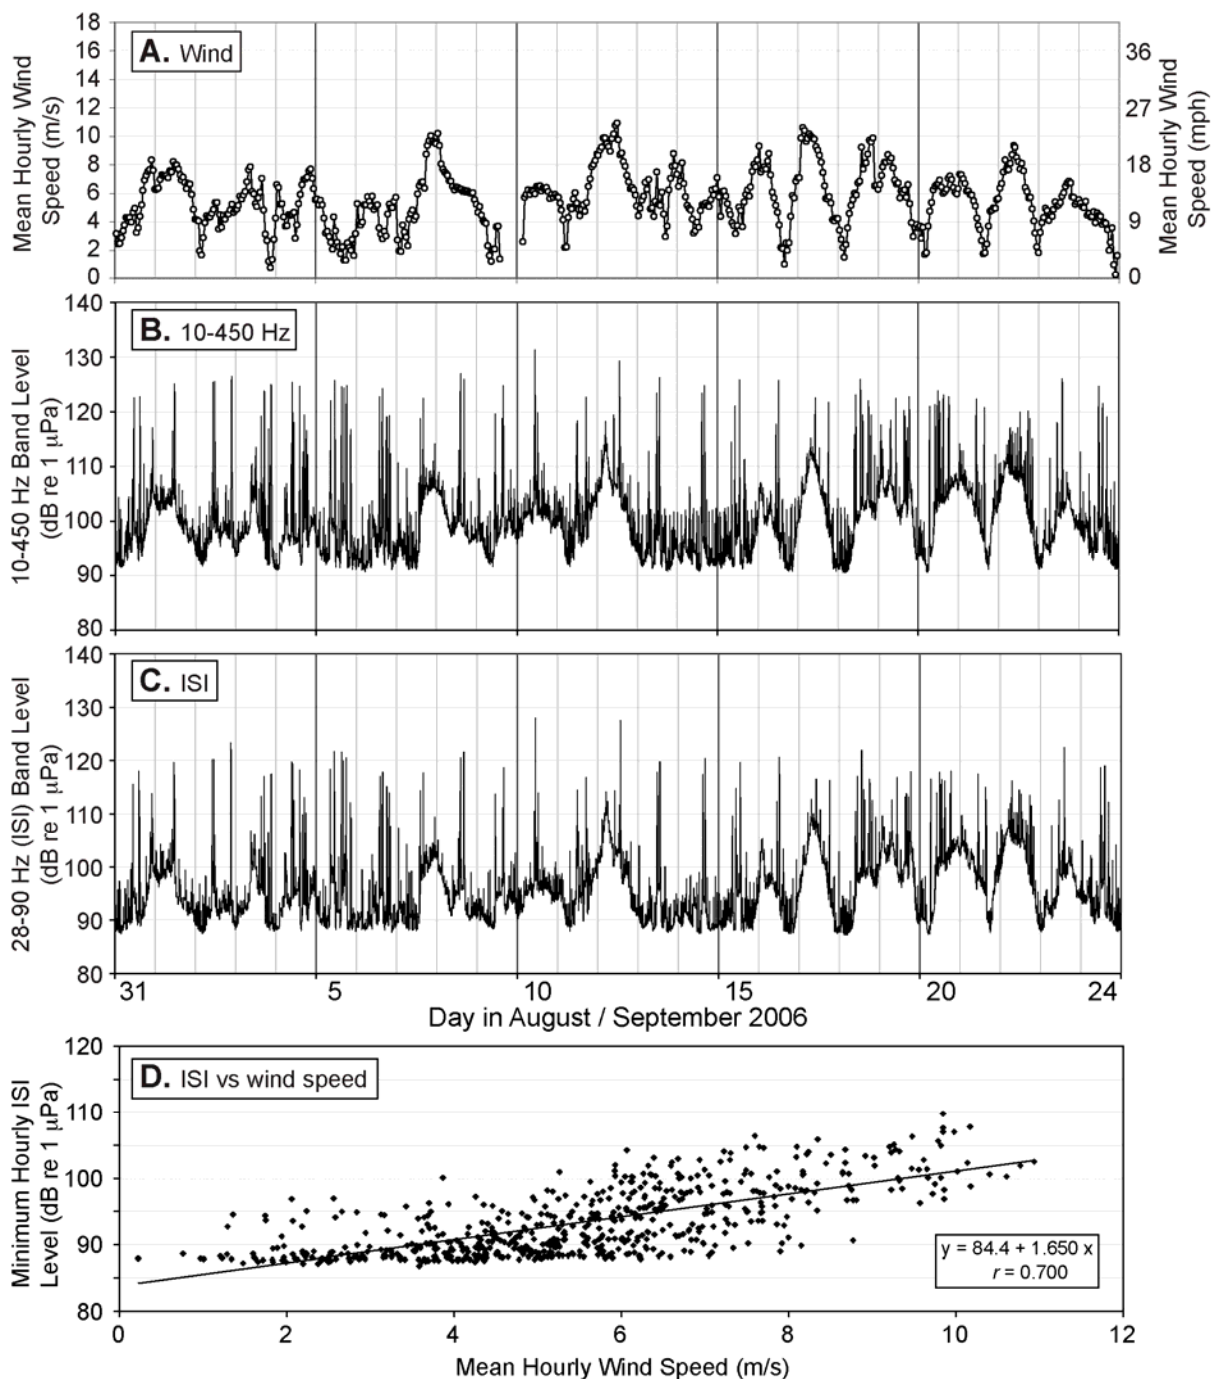 A. Wind
Mean Hourly Wind
Speed (m/s)
18
16
14
12
10
8
6
4
2
0
36
27
18
9
0
Mean Hourly Wind
Speed (mph)
B. 10-450 Hz
10-450 Hz Band Level
(dB re 1 µPa)
140
130
120
110
100
90
80
C. ISI
28-90 Hz (ISI) Band Level
(dB re 1 µPa)
140
130
120
110
100
90
80
31 5 10 15 20 24
Day in August / September 2006
D. ISI vs wind speed
Minimum Hourly ISI
Level (dB re 1 µPa)
120
110
100
90
80
y = 84.4 + 1.650 x
r = 0.700
0 2 4 6 8 10 12
Mean Hourly Wind Speed (m/s)